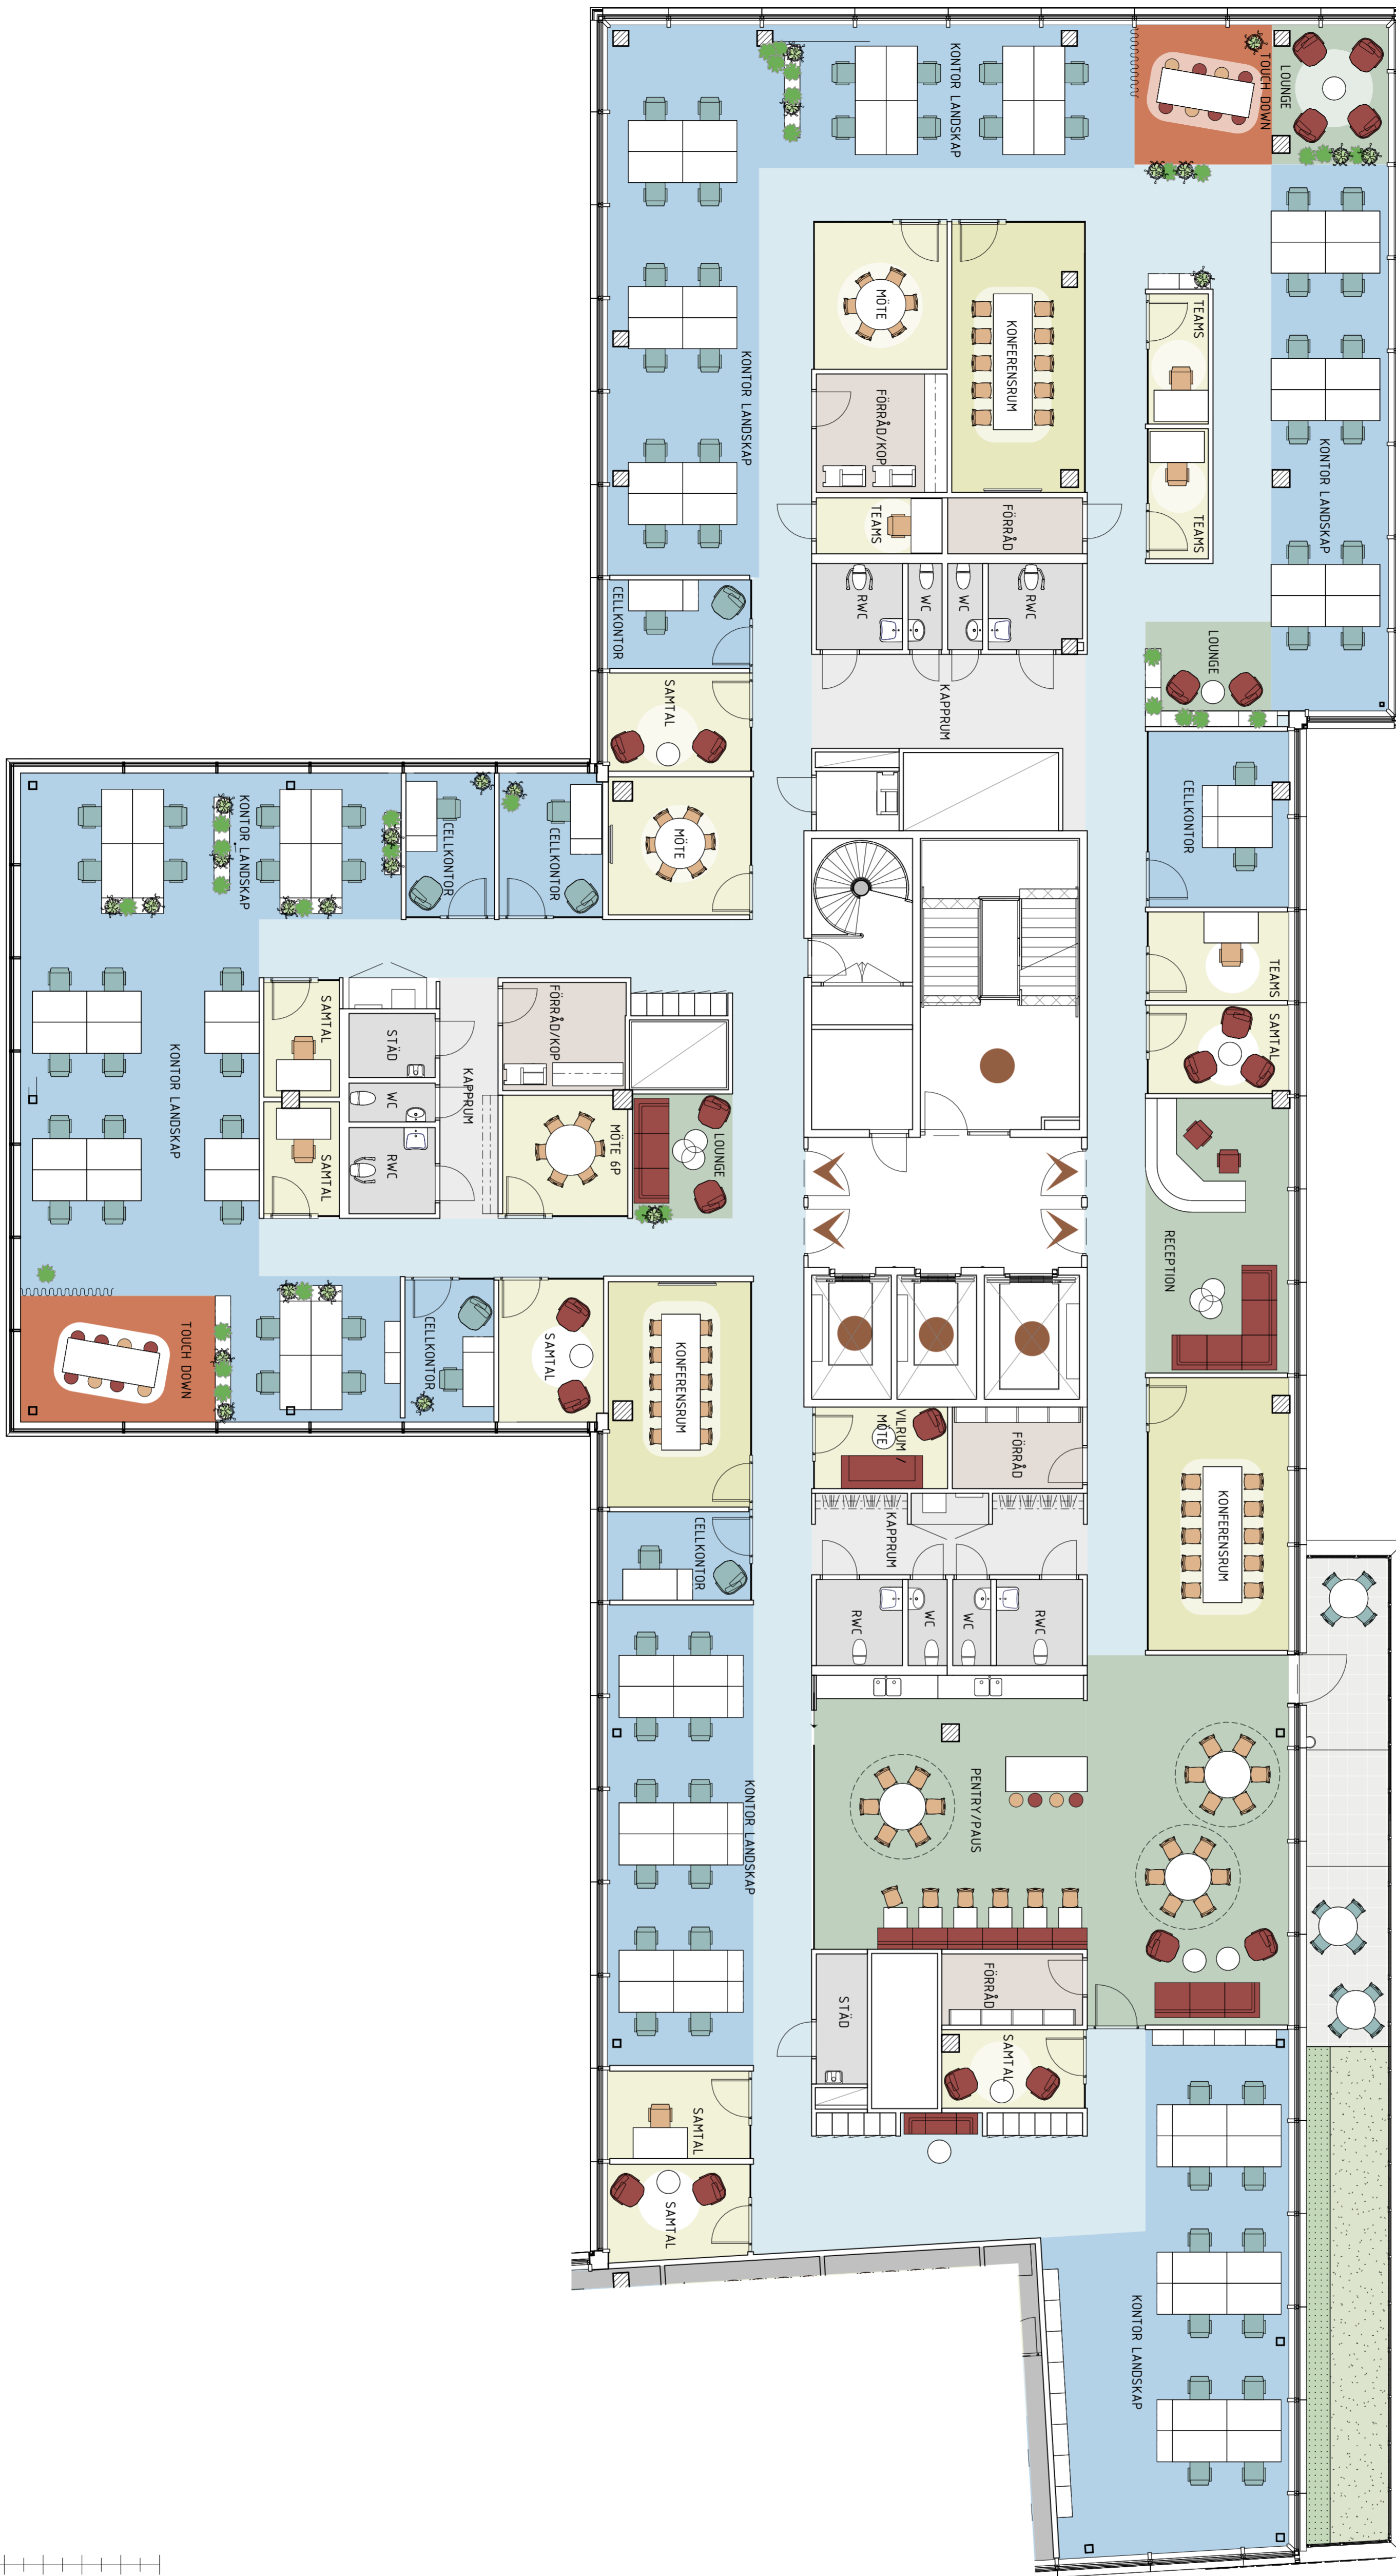 KONTOR LANDSKAP
TOUCH DOWN
LOUNGE
MÖTE
KONFERENSRUM
TEAMS
KONTOR LANDSKAP
FÖRRÅD/KOP
KONTOR LANDSKAP
TEAMS
TEAMS
FÖRRÅD
CELLKONTOR
RWC
WC
WC
RWC
LOUNGE
SAMTAL
KAPPRUM
CELLKONTOR
MÖTE
KONTOR LANDSKAP
CELLKONTOR
CELLKONTOR
TEAMS
SAMTAL
FÖRRÅD/KOP
SAMTAL
STÄD
KAPPRUM
KONTOR LANDSKAP
WC
MÖTE 6P
LOUNGE
SAMTAL
RWC
RECEPTION
TOUCH DOWN
CELLKONTOR
SAMTAL
KONFERENSRUM
VILRUM /
MÖTE
FÖRRÅD
KONFERENSRUM
CELLKONTOR
KAPPRUM
RWC
WC
WC
RWC
KONTOR LANDSKAP
PENTRY/PAUS
STÄD
FÖRRÅD
SAMTAL
SAMTAL
SAMTAL
KONTOR LANDSKAP